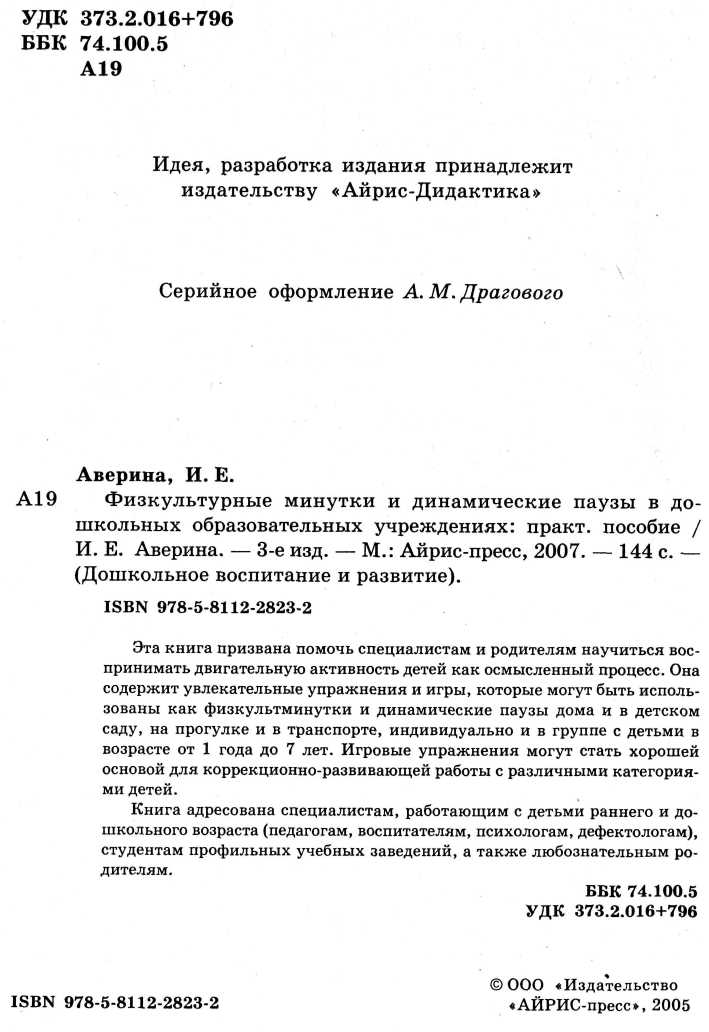 УДК 373.2.016+796
ББК 74.100.5
А19
Идея, разработка издания принадлежит
издательству «Айрис-Дидактика»
Серийное оформление А. М. Драгового
Аверина, И. Е.
А19 Физкультурные минутки и динамические паузы в до-
школьных образовательных учреждениях: практ. пособие /
И. Е. Аверина. — 3-е изд. — М.: Айрис-пресс, 2007. — 144 с. —
(Дошкольное воспитание и развитие).
ISBN 978-5-8112-2823-2
Эта книга призвана помочь специалистам и родителям научиться вос-
принимать двигательную активность детей как осмысленный процесс. Она
содержит увлекательные упражнения и игры, которые могут быть исполь-
зованы как физкультминутки и динамические паузы дома и в детском
саду, на прогулке и в транспорте, индивидуально и в группе с детьми в
возрасте от 1 года до 7 лет. Игровые упражнения могут стать хорошей
основой для коррекционно-развивающей работы с различными категория-
ми детей.
Книга адресована специалистам, работающим с детьми раннего и до-
школьного возраста (педагогам, воспитателям, психологам, дефектологам),
студентам профильных учебных заведений, а также любознательным ро-
дителям.
ББК 74.100.5
УДК 373.2.016+796
© ООО «Издательство
ISBN 978-5-8112-2823-2 «АЙРИС-пресс», 2005